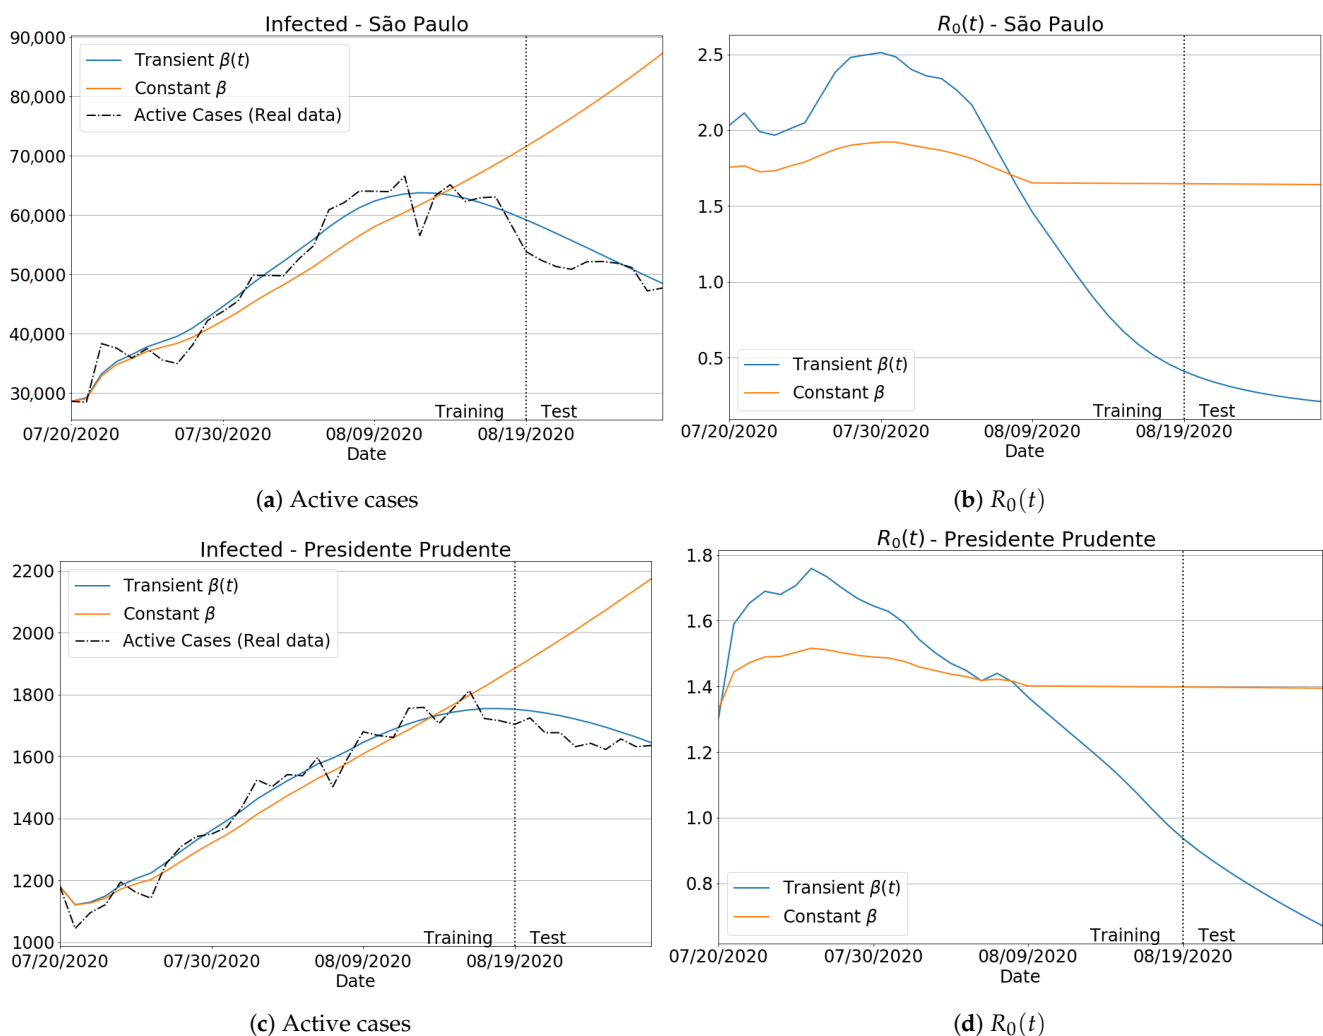 Infected - São Paulo
90,000
80,000
70,000
60,000
50,000
40,000
30,000
Transient β(t)
Constant β
Active Cases (Real data)
Training
Test
07/20/2020
07/30/2020
08/09/2020
08/19/2020
Date
(a) Active cases
R₀(t) - São Paulo
2.5
2.0
1.5
1.0
0.5
Transient β(t)
Constant β
Training
Test
07/20/2020
07/30/2020
08/09/2020
08/19/2020
Date
(b) R₀(t)
Infected - Presidente Prudente
2200
2000
1800
1600
1400
1200
1000
Transient β(t)
Constant β
Active Cases (Real data)
Training
Test
07/20/2020
07/30/2020
08/09/2020
08/19/2020
Date
(c) Active cases
R₀(t) - Presidente Prudente
1.8
1.6
1.4
1.2
1.0
0.8
Transient β(t)
Constant β
Training
Test
07/20/2020
07/30/2020
08/09/2020
08/19/2020
Date
(d) R₀(t)